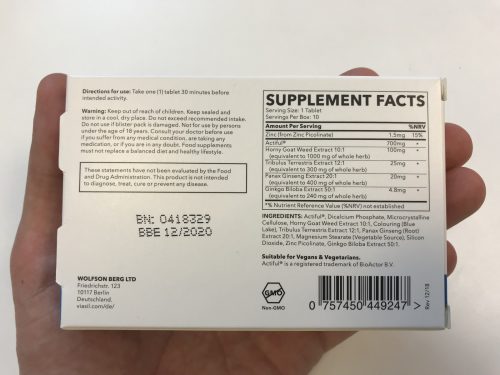 Directions for use: Take one (1) tablet 30 minutes before
intended activity.
Warning: Keep out of reach of children. Keep sealed and
store in a cool, dry place. Do not exceed recommended intake.
Do not use if blister pack is damaged. Not for use by persons
under the age of 18 years. Consult your doctor before use
if you suffer from any medical condition, are taking any
medication, or if you are in any doubt. Food supplements
must not replace a balanced diet and healthy lifestyle.
These statements have not been evaluated by the Food
and Drug Administration. This product is not intended
to diagnose, treat, cure or prevent any disease.
BN: 0418329
BBE 12/2020
WOLFSON BERG LTD
Friedrichstr. 123
10117 Berlin
Deutschland.
viasil.com/de/
SUPPLEMENT FACTS
Serving Size: 1 Tablet
Servings Per Box: 10
Amount Per Serving %NRV
Zinc (from Zinc Picolinate) 1.5mg 15%
Actiful® 700mg •
Horny Goat Weed Extract 10:1 100mg •
(equivalent to 1000 mg of whole herb)
Tribulus Terrestris Extract 12:1 25mg •
(equivalent to 300 mg of whole herb)
Panax Ginseng Extract 20:1 20mg •
(equivalent to 400 mg of whole herb)
Ginkgo Biloba Extract 50:1 4.8mg •
(equivalent to 240 mg of whole herb)
*% Nutrient Reference Value (%NRV) not established
INGREDIENTS: Actiful®, Dicalcium Phosphate, Microcrystalline
Cellulose, Horny Goat Weed Extract 10:1, Colouring (Blue
Lake), Tribulus Terrestris Extract 12:1, Panax Ginseng (Root)
Extract 20:1, Magnesium Stearate (Vegetable Source), Silicon
Dioxide, Zinc Picolinate, Ginkgo Biloba Extract 50:1.
Suitable for Vegans & Vegetarians.
Actiful® is a registered trademark of BioActor B.V
GMO
Non-GMO
0 757450 449247 >
Rev 12/18